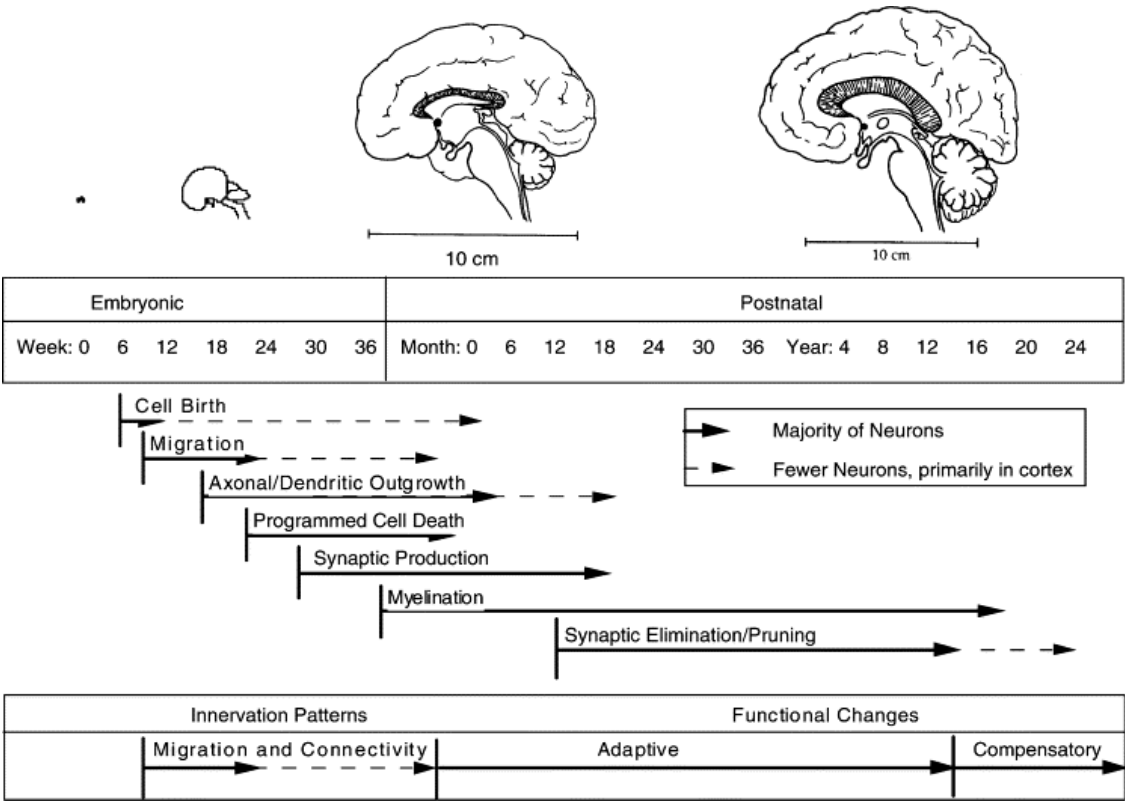 10 cm
10 cm
Embryonic Postnatal
Week: 0 6 12 18 24 30 36 Month: 0 6 12 18 24 30 36 Year: 4 8 12 16 20 24
Cell Birth
Migration
Axonal/Dendritic Outgrowth
Programmed Cell Death
Synaptic Production
Myelination
Synaptic Elimination/Pruning
Majority of Neurons
Fewer Neurons, primarily in cortex
Innervation Patterns Functional Changes
Migration and Connectivity Adaptive Compensatory